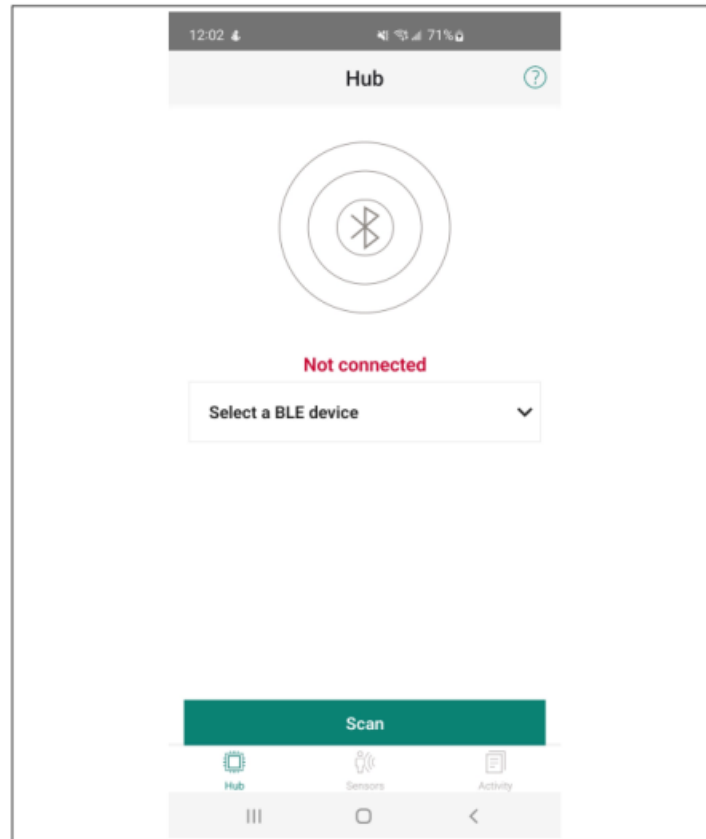 12:02 71%
Hub
?
Not connected
Select a BLE device
Scan
Hub Sensors Activity